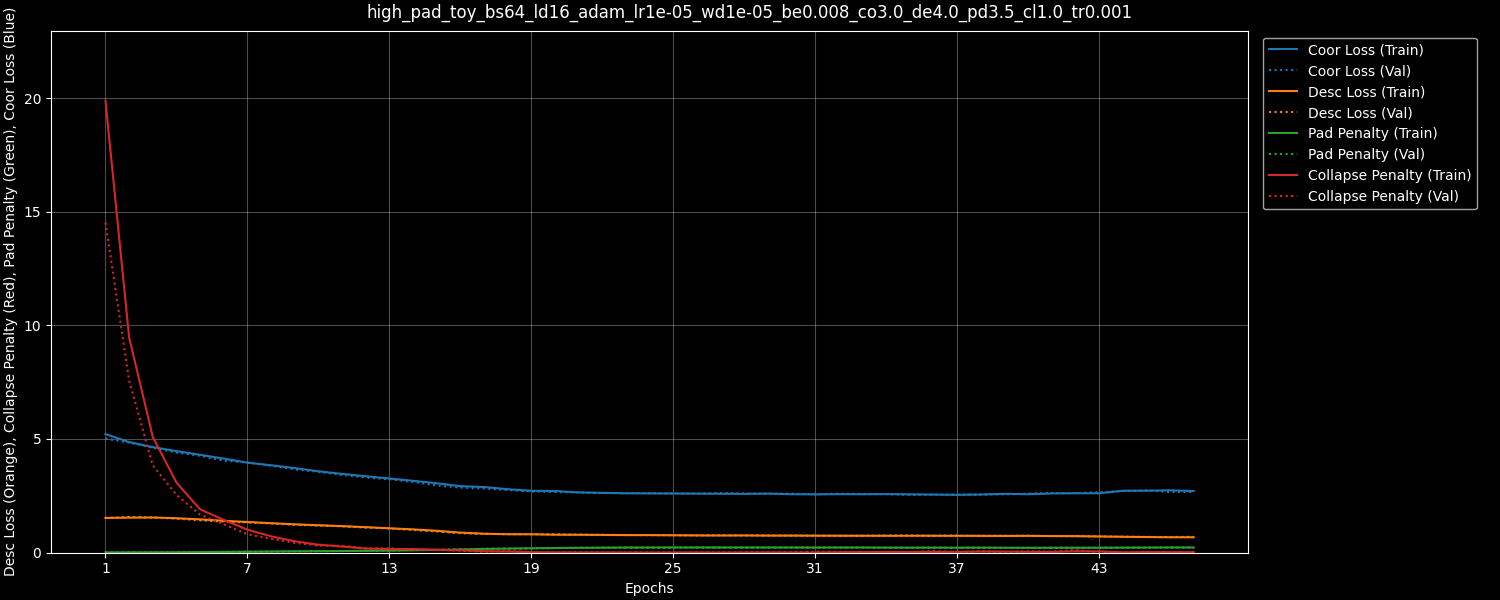 high_pad_toy_bs64_ld16_adam_lr1e-05_wd1e-05_be0.008_co3.0_de4.0_pd3.5_cl1.0_tr0.001
Desc Loss (Orange), Collapse Penalty (Red), Pad Penalty (Green), Coor Loss (Blue)
20
15
10
5
0
1 7 13 19 25 31 37 43
Epochs
Coor Loss (Train)
Coor Loss (Val)
Desc Loss (Train)
Desc Loss (Val)
Pad Penalty (Train)
Pad Penalty (Val)
Collapse Penalty (Train)
Collapse Penalty (Val)